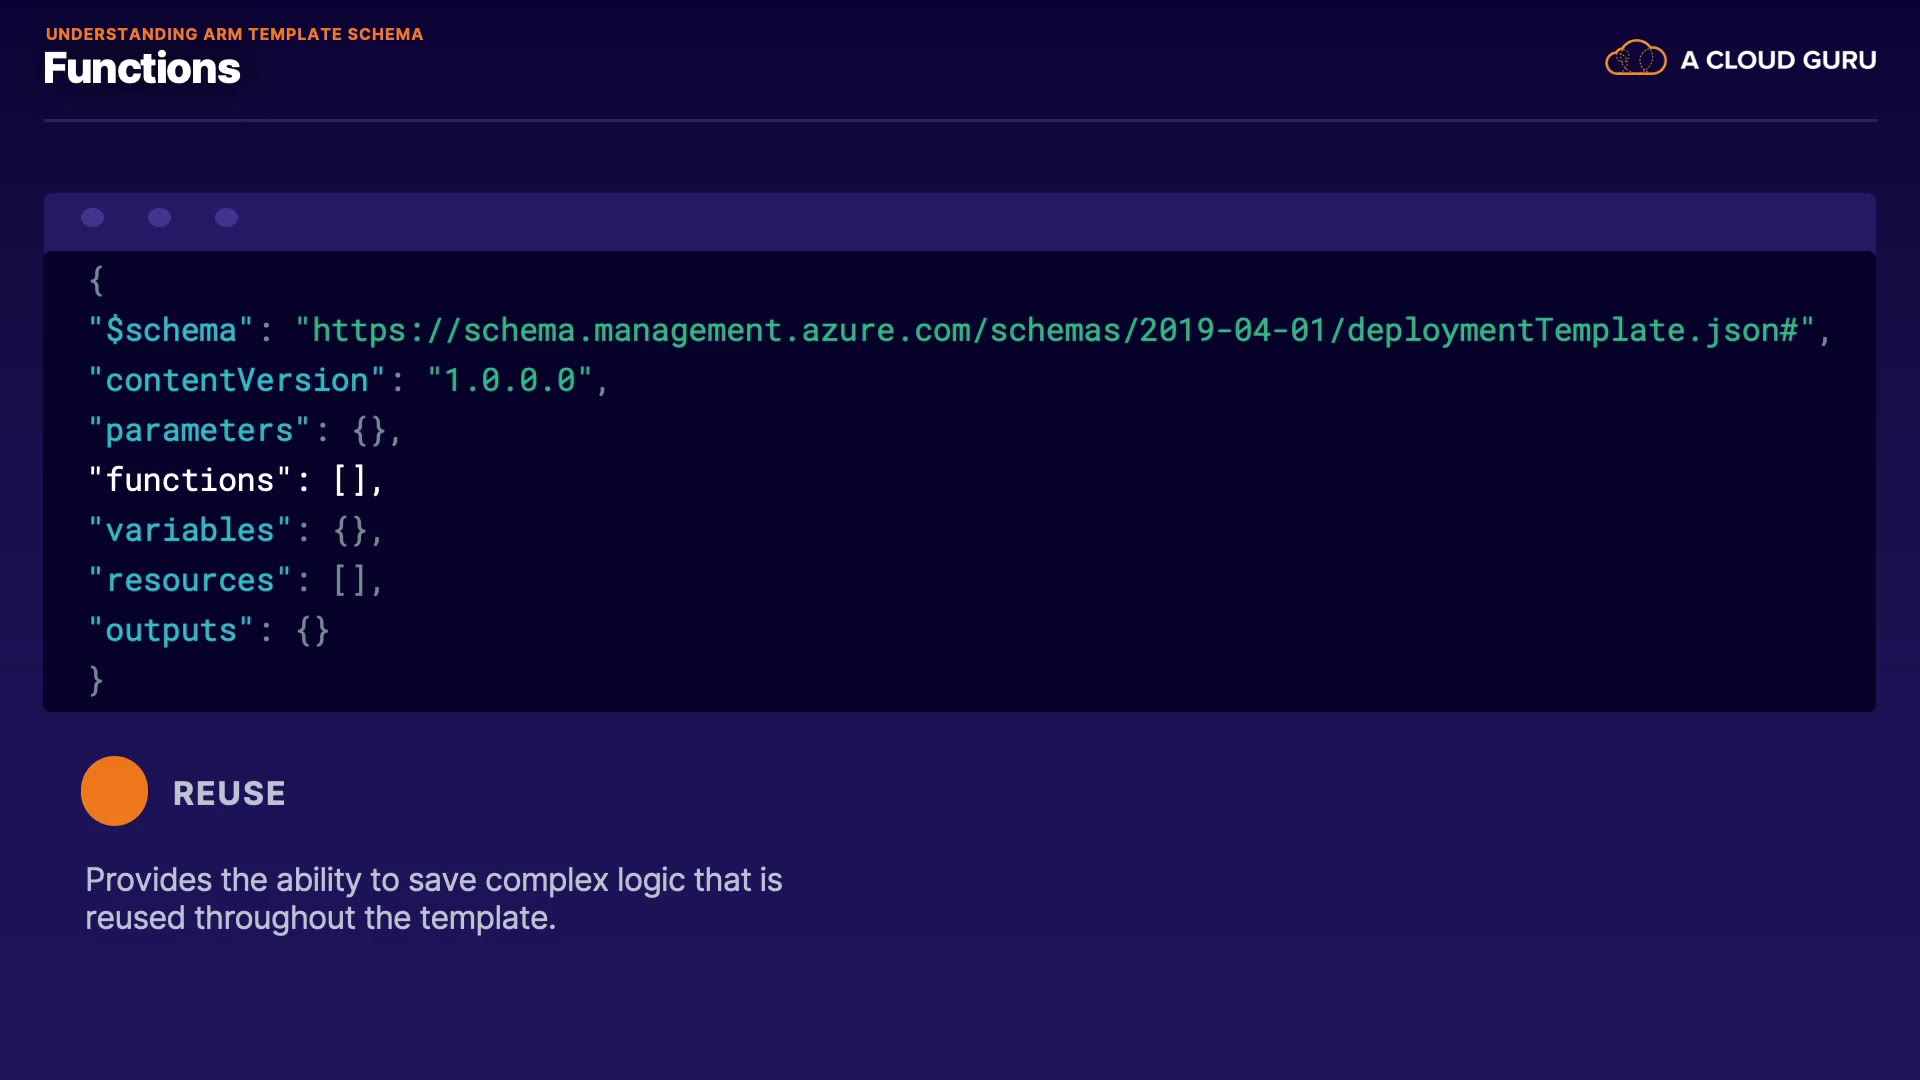 UNDERSTANDING ARM TEMPLATE SCHEMA
Functions
A CLOUD GURU
{
"$schema": "https://schema.management.azure.com/schemas/2019-04-01/deploymentTemplate.json#",
"contentVersion": "1.0.0.0",
"parameters": {},
"functions": [],
"variables": {},
"resources": [],
"outputs": {}
}
REUSE
Provides the ability to save complex logic that is
reused throughout the template.